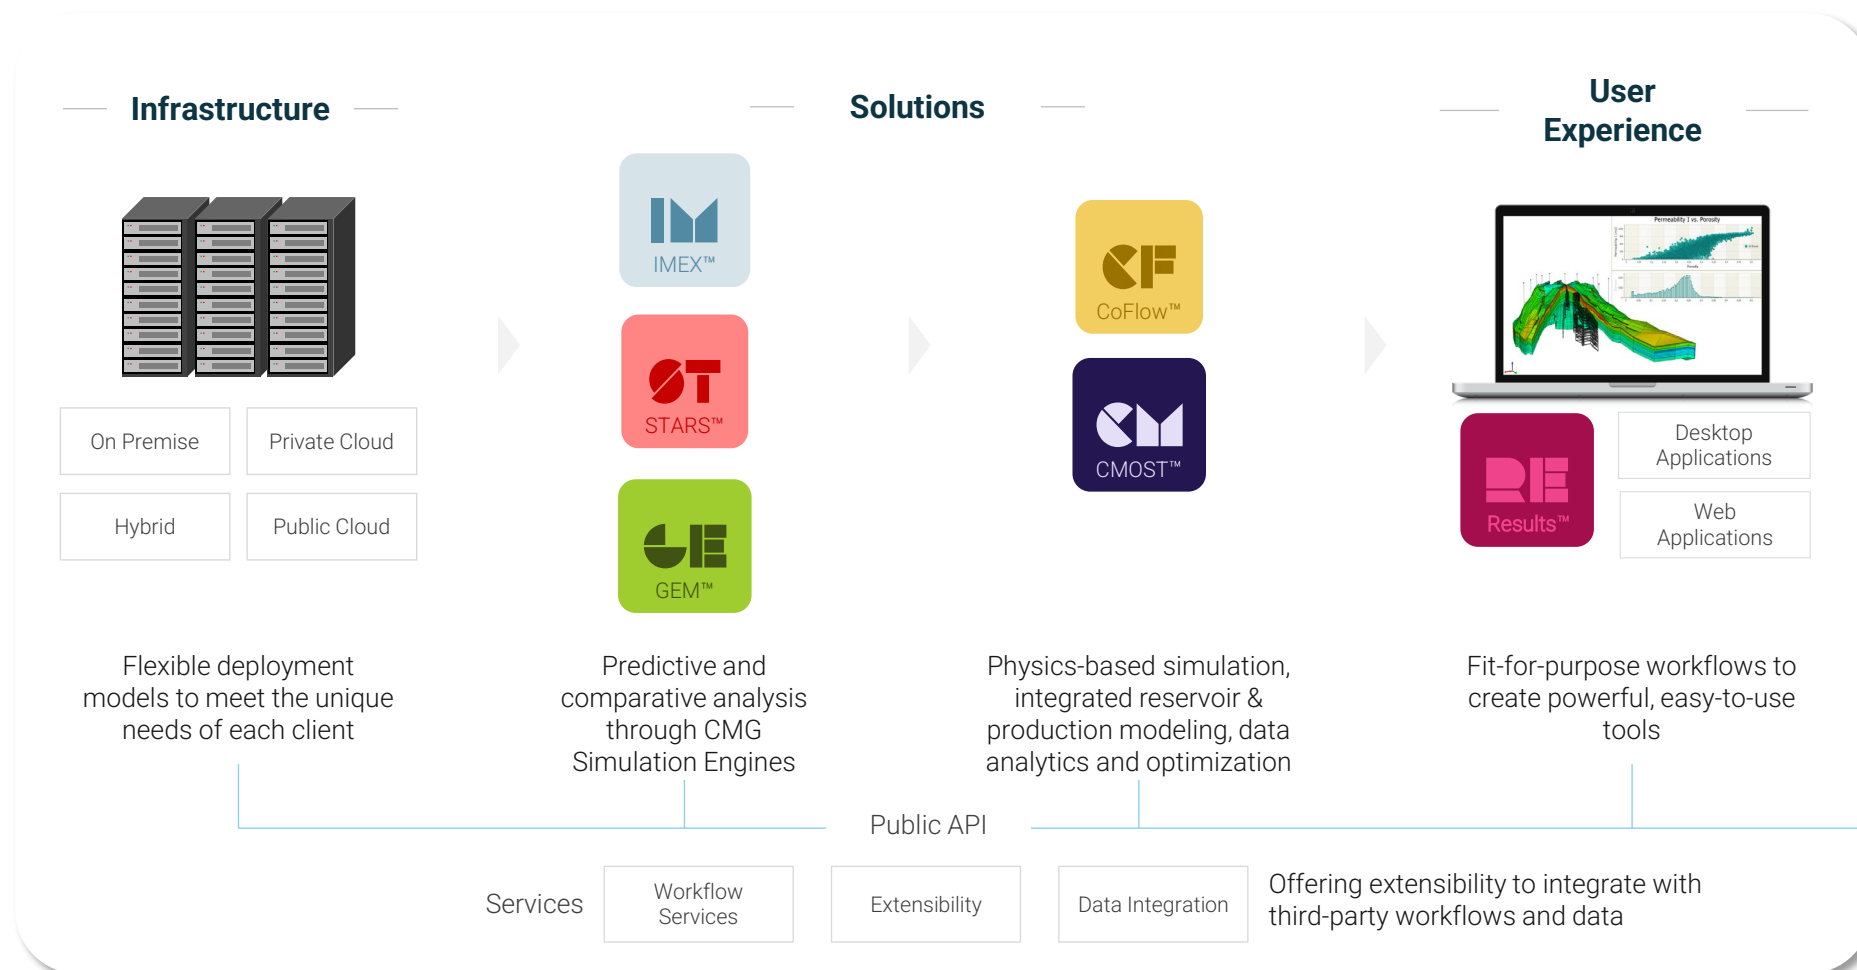 Infrastructure
Solutions
User
Experience
IMEX™
STARS™
GEM™
CoFlow™
CMOST™
Permeability I vs. Porosity
Porosity
On Premise
Private Cloud
Hybrid
Public Cloud
Results™
Desktop
Applications
Web
Applications
Flexible deployment
models to meet the unique
needs of each client
Predictive and
comparative analysis
through CMG
Simulation Engines
Physics-based simulation,
integrated reservoir &
production modeling, data
analytics and optimization
Fit-for-purpose workflows to
create powerful, easy-to-use
tools
Public API
Services
Workflow
Services
Extensibility
Data Integration
Offering extensibility to integrate with
third-party workflows and data